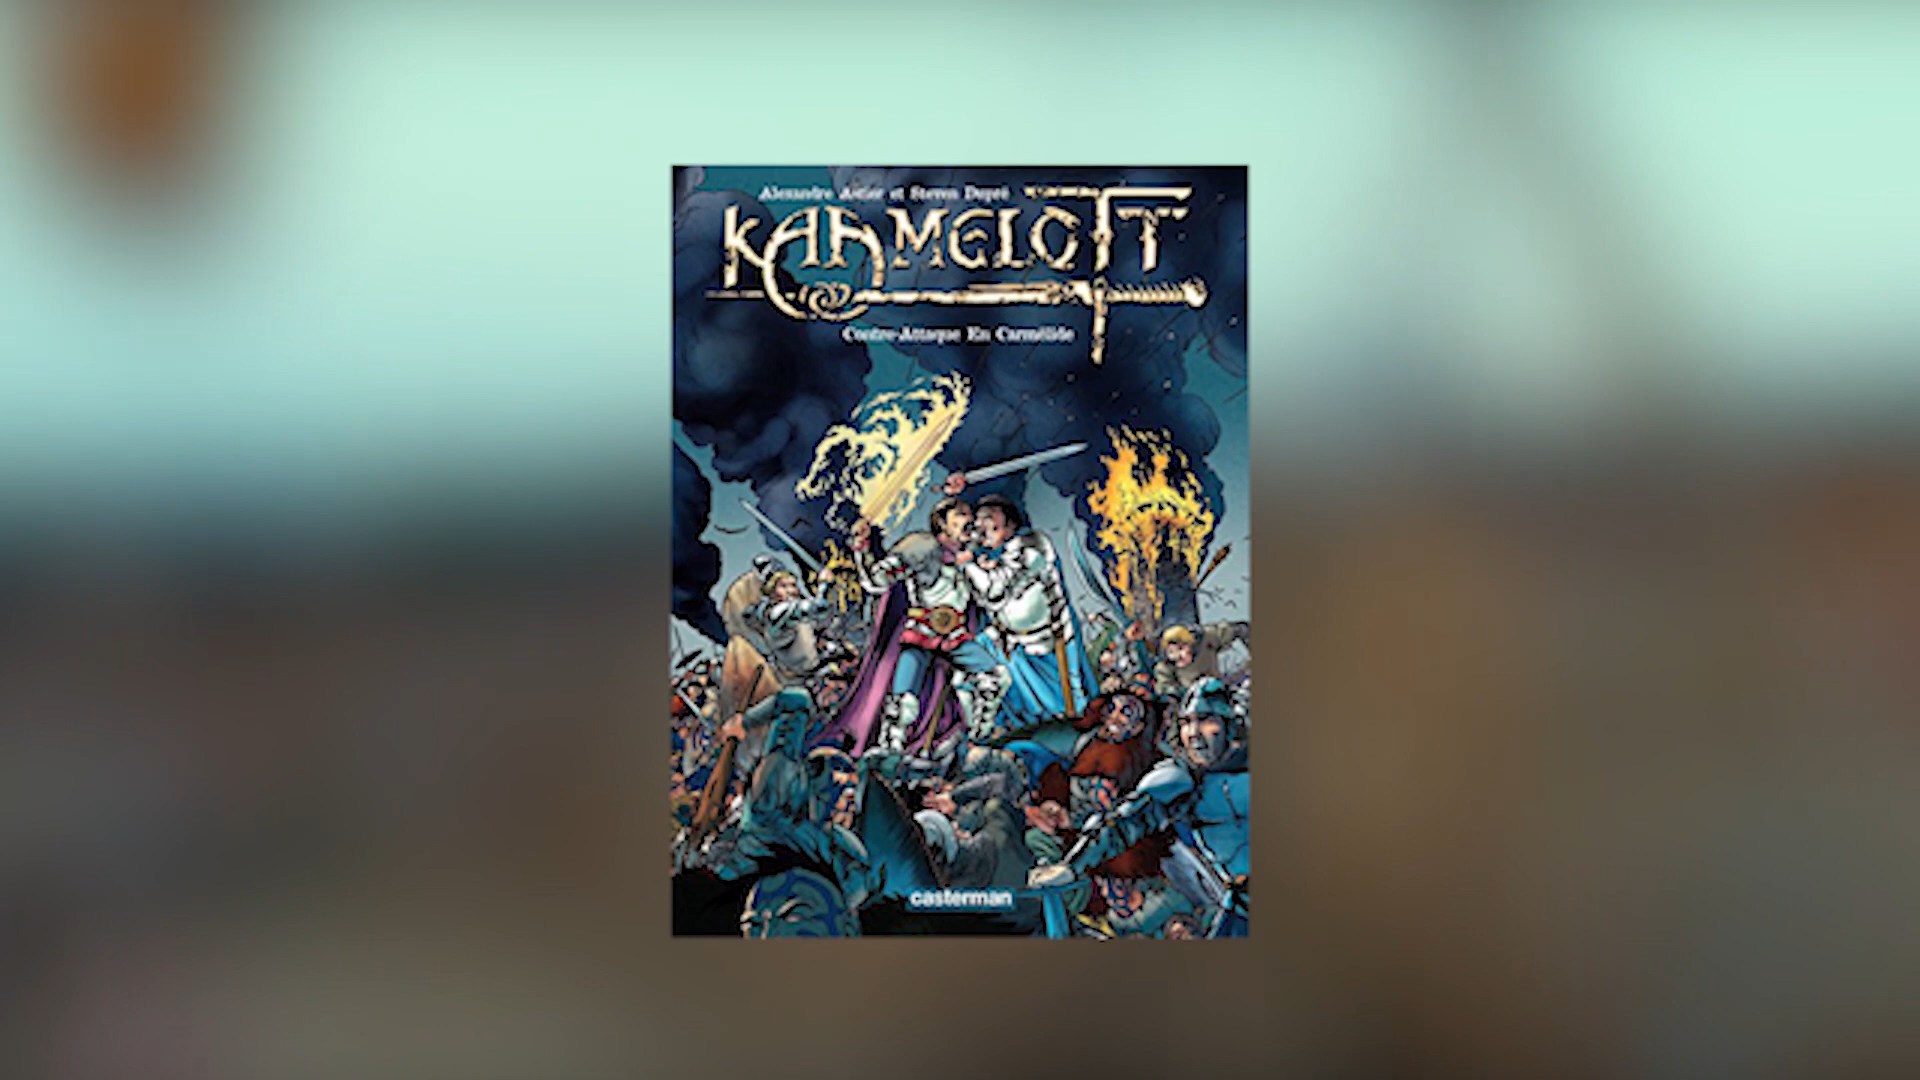 Alexandre Astier et Steven Dupré
KAAMELOTT
Contre-Attaque En Carmélide
casterman